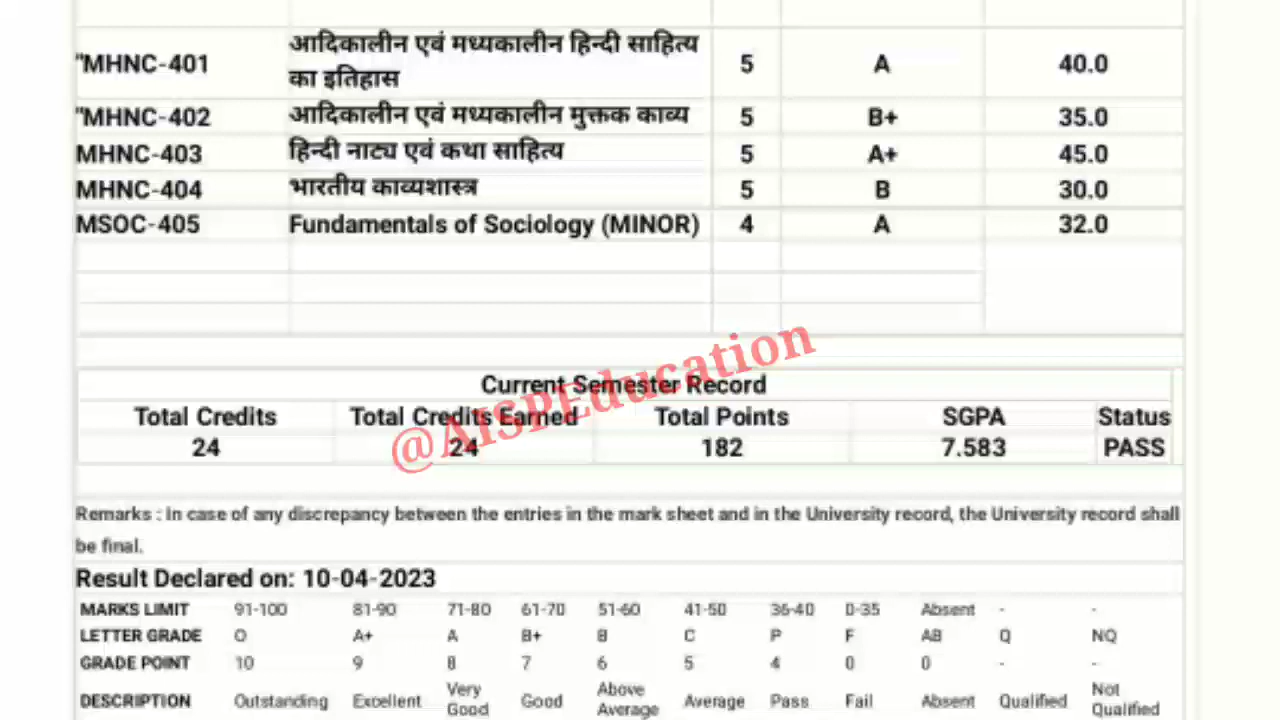 "MHNC-401 आदिकालीन एवं मध्यकालीन हिन्दी साहित्य का इतिहास 5 A 40.0
"MHNC-402 आदिकालीन एवं मध्यकालीन मुक्तक काव्य 5 B+ 35.0
MHNC-403 हिन्दी नाट्य एवं कथा साहित्य 5 A+ 45.0
MHNC-404 भारतीय काव्यशास्त्र 5 B 30.0
MSOC-405 Fundamentals of Sociology (MINOR) 4 A 32.0
@AISPEducation
Current Semester Record
Total Credits Total Credits Earned Total Points SGPA Status
24 24 182 7.583 PASS
Remarks : In case of any discrepancy between the entries in the mark sheet and in the University record, the University record shall
be final.
Result Declared on: 10-04-2023
MARKS LIMIT 91-100 81-90 71-80 61-70 51-60 41-50 36-40 0-35 Absent - -
LETTER GRADE O A+ A B+ B C P F AB Q NQ
GRADE POINT 10 9 8 7 6 5 4 0 0 - -
DESCRIPTION Outstanding Excellent Very Good Good Above Average Average Pass Fail Absent Qualified Not Qualified